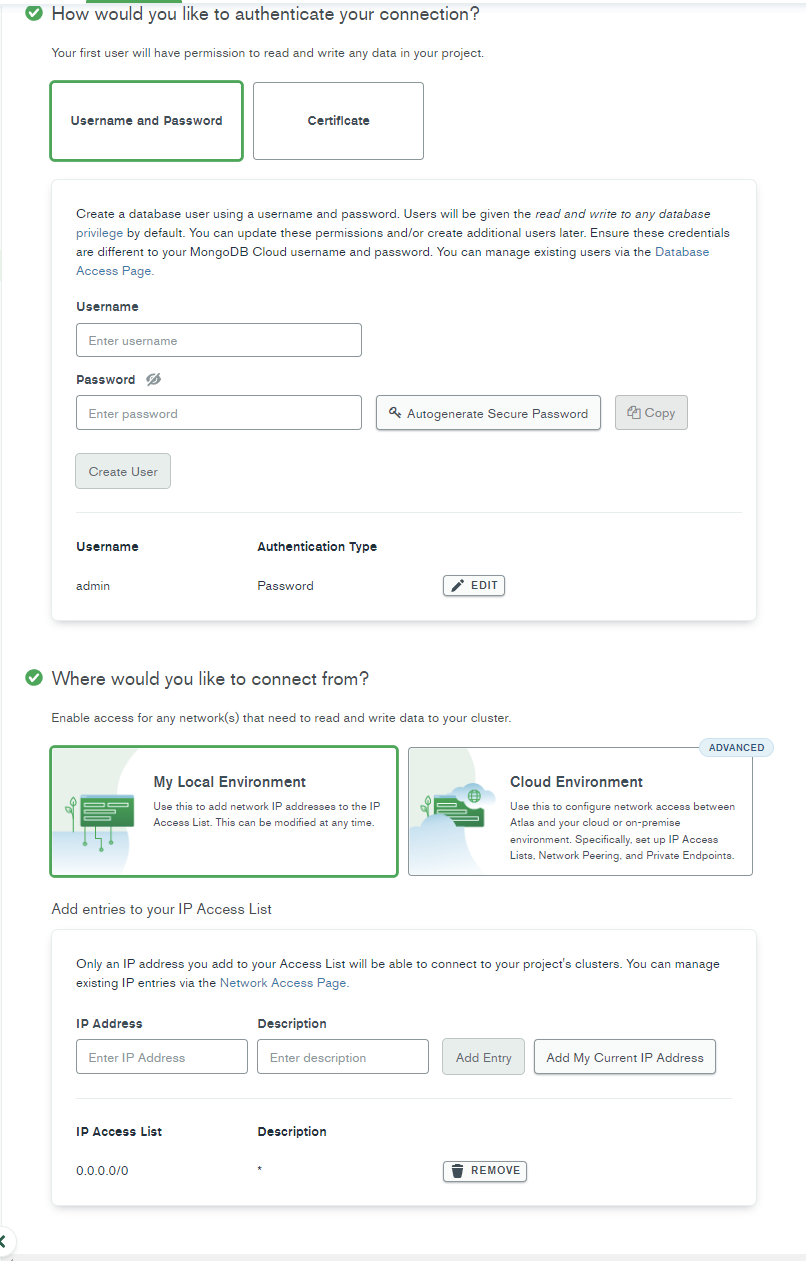 How would you like to authenticate your connection?
Your first user will have permission to read and write any data in your project.
Username and Password
Certificate
Create a database user using a username and password. Users will be given the read and write to any database
privilege by default. You can update these permissions and/or create additional users later. Ensure these credentials
are different to your MongoDB Cloud username and password. You can manage existing users via the Database
Access Page.
Username
Enter username
Password
Enter password
Autogenerate Secure Password
Copy
Create User
Username Authentication Type
admin Password EDIT
Where would you like to connect from?
Enable access for any network(s) that need to read and write data to your cluster.
My Local Environment
Use this to add network IP addresses to the IP
Access List. This can be modified at any time.
ADVANCED
Cloud Environment
Use this to configure network access between
Atlas and your cloud or on-premise
environment. Specifically, set up IP Access
Lists, Network Peering, and Private Endpoints.
Add entries to your IP Access List
Only an IP address you add to your Access List will be able to connect to your project's clusters. You can manage
existing IP entries via the Network Access Page.
IP Address Description
Enter IP Address Enter description Add Entry Add My Current IP Address
IP Access List Description
0.0.0.0/0 * REMOVE